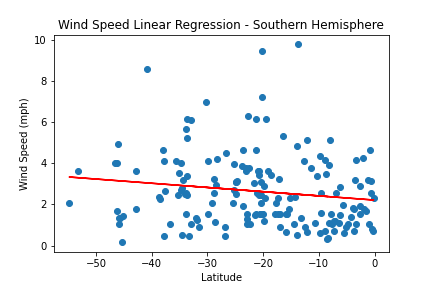 Wind Speed Linear Regression - Southern Hemisphere
10
8
6
4
2
0
Wind Speed (mph)
−50 −40 −30 −20 −10 0
Latitude